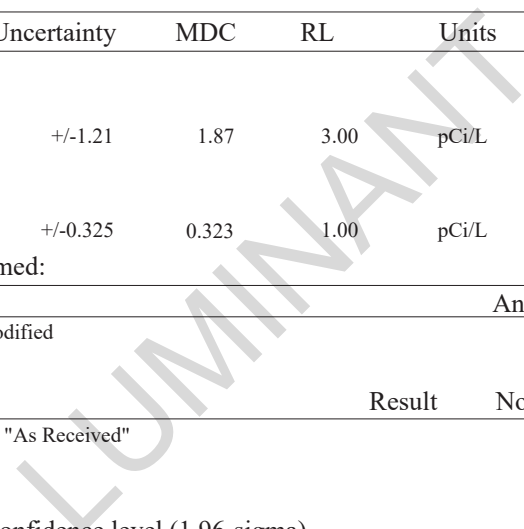 Uncertainty MDC RL Units
+/-1.21 1.87 3.00 pCi/L
+/-0.325 0.323 1.00 pCi/L
med:
An
odified
Result No
"As Received"
onfidence level (1.96-sigma)
LUMINANT